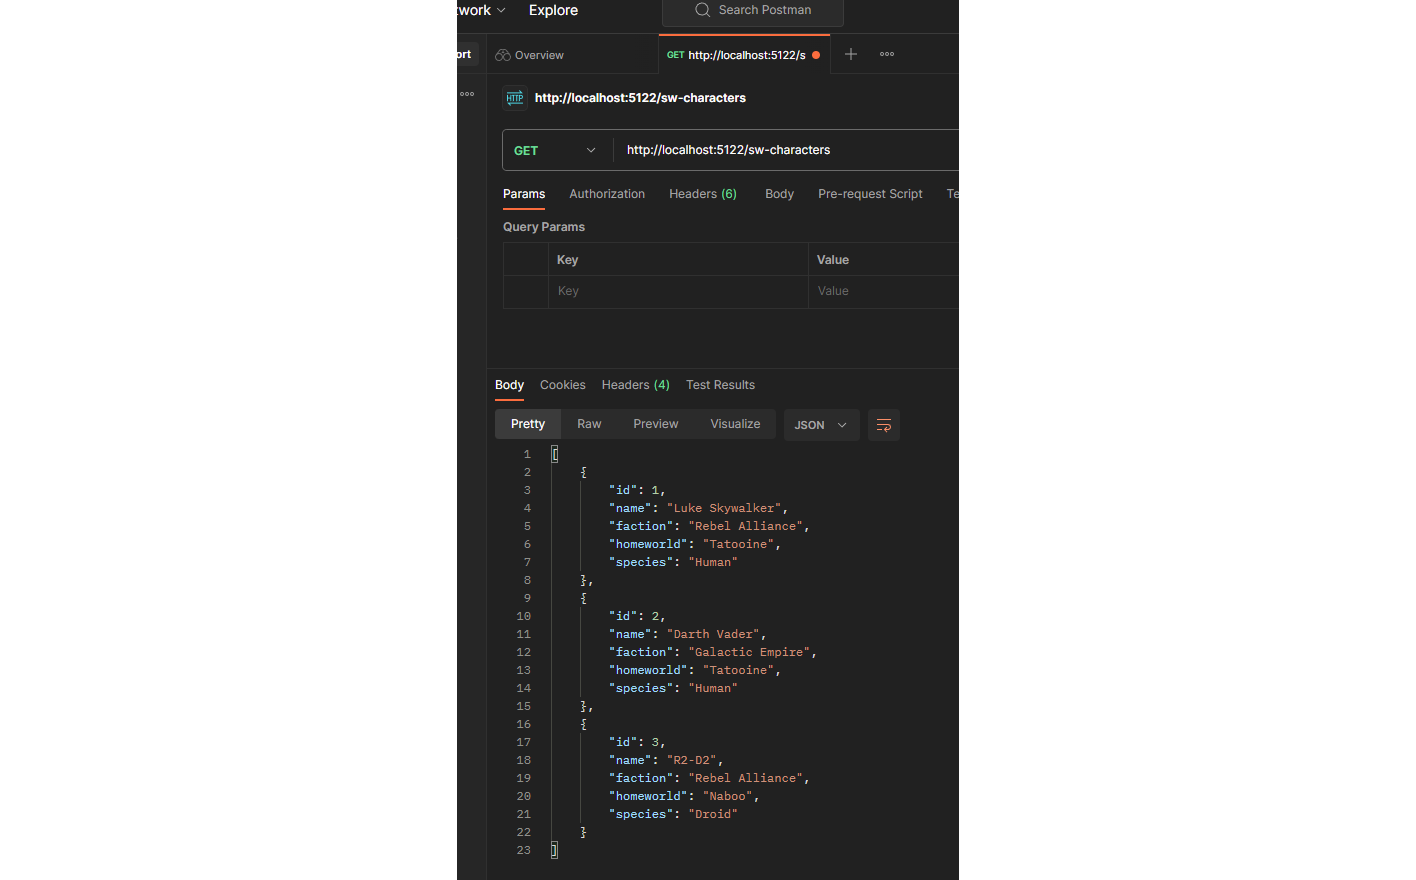 twork Explore Search Postman
ort Overview GET http://localhost:5122/s
HTTP http://localhost:5122/sw-characters
GET http://localhost:5122/sw-characters
Params Authorization Headers (6) Body Pre-request Script Te
Query Params
Key Value
Key Value
Body Cookies Headers (4) Test Results
Pretty Raw Preview Visualize JSON
1 [
2 {
3 "id": 1,
4 "name": "Luke Skywalker",
5 "faction": "Rebel Alliance",
6 "homeworld": "Tatooine",
7 "species": "Human"
8 },
9 {
10 "id": 2,
11 "name": "Darth Vader",
12 "faction": "Galactic Empire",
13 "homeworld": "Tatooine",
14 "species": "Human"
15 },
16 {
17 "id": 3,
18 "name": "R2-D2",
19 "faction": "Rebel Alliance",
20 "homeworld": "Naboo",
21 "species": "Droid"
22 }
23 ]